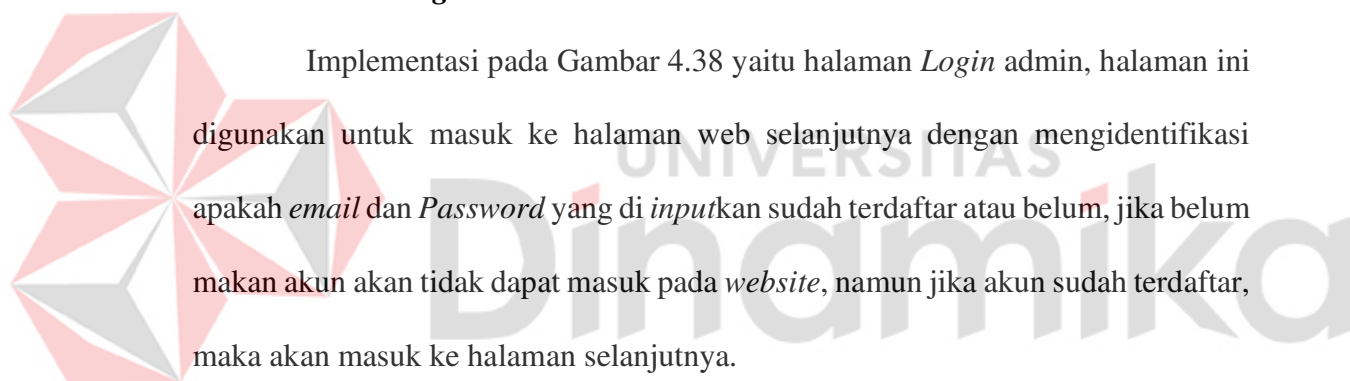 Implementasi pada Gambar 4.38 yaitu halaman Login admin, halaman ini
digunakan untuk masuk ke halaman web selanjutnya dengan mengidentifikasi
UNIVERSITAS
apakah email dan Password yang di inputkan sudah terdaftar atau belum, jika belum
Dinamika
makan akun akan tidak dapat masuk pada website, namun jika akun sudah terdaftar,
maka akan masuk ke halaman selanjutnya.